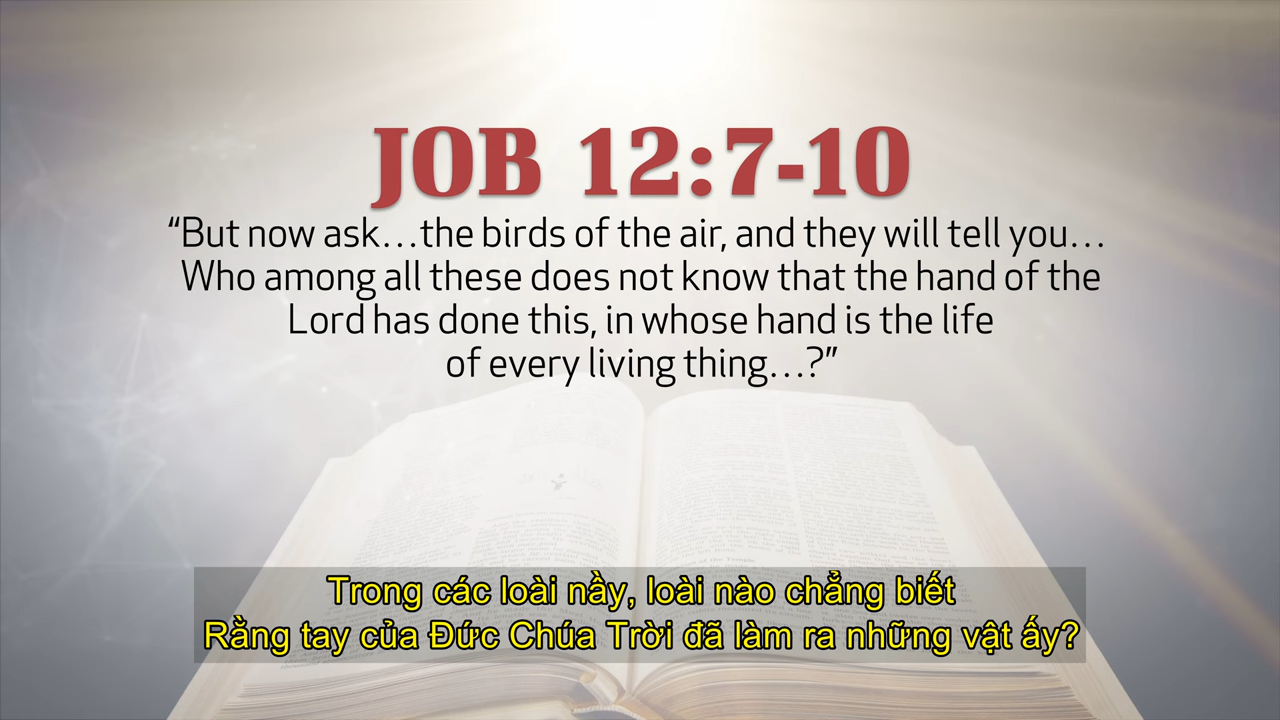 JOB 12:7-10
“But now ask…the birds of the air, and they will tell you…
Who among all these does not know that the hand of the
Lord has done this, in whose hand is the life
of every living thing…?”
Trong các loài nầy, loài nào chẳng biết
Rằng tay của Đức Chúa Trời đã làm ra những vật ấy?